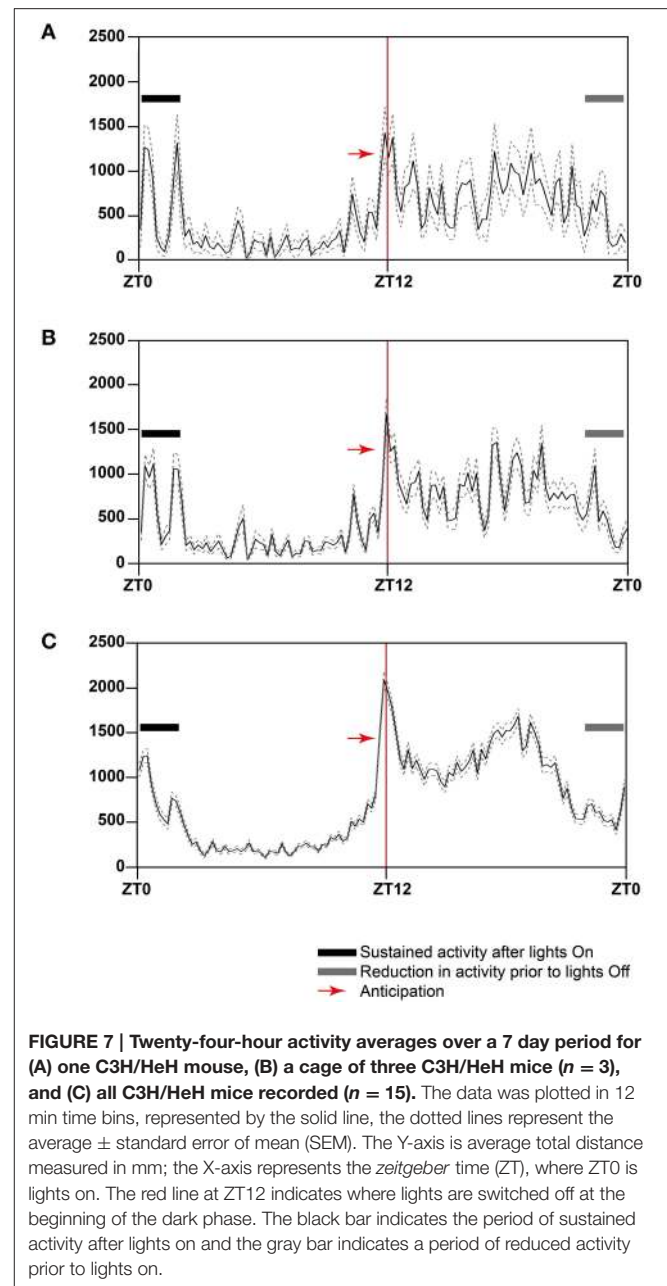 A
2500
2000
1500
1000
500
0
ZT0 ZT12 ZT0
B
2500
2000
1500
1000
500
0
ZT0 ZT12 ZT0
C
2500
2000
1500
1000
500
0
ZT0 ZT12 ZT0
Sustained activity after lights On
Reduction in activity prior to lights Off
Anticipation
FIGURE 7 | Twenty-four-hour activity averages over a 7 day period for
(A) one C3H/HeH mouse, (B) a cage of three C3H/HeH mice (n = 3),
and (C) all C3H/HeH mice recorded (n = 15). The data was plotted in 12
min time bins, represented by the solid line, the dotted lines represent the
average ± standard error of mean (SEM). The Y-axis is average total distance
measured in mm; the X-axis represents the zeitgeber time (ZT), where ZT0 is
lights on. The red line at ZT12 indicates where lights are switched off at the
beginning of the dark phase. The black bar indicates the period of sustained
activity after lights on and the gray bar indicates a period of reduced activity
prior to lights on.